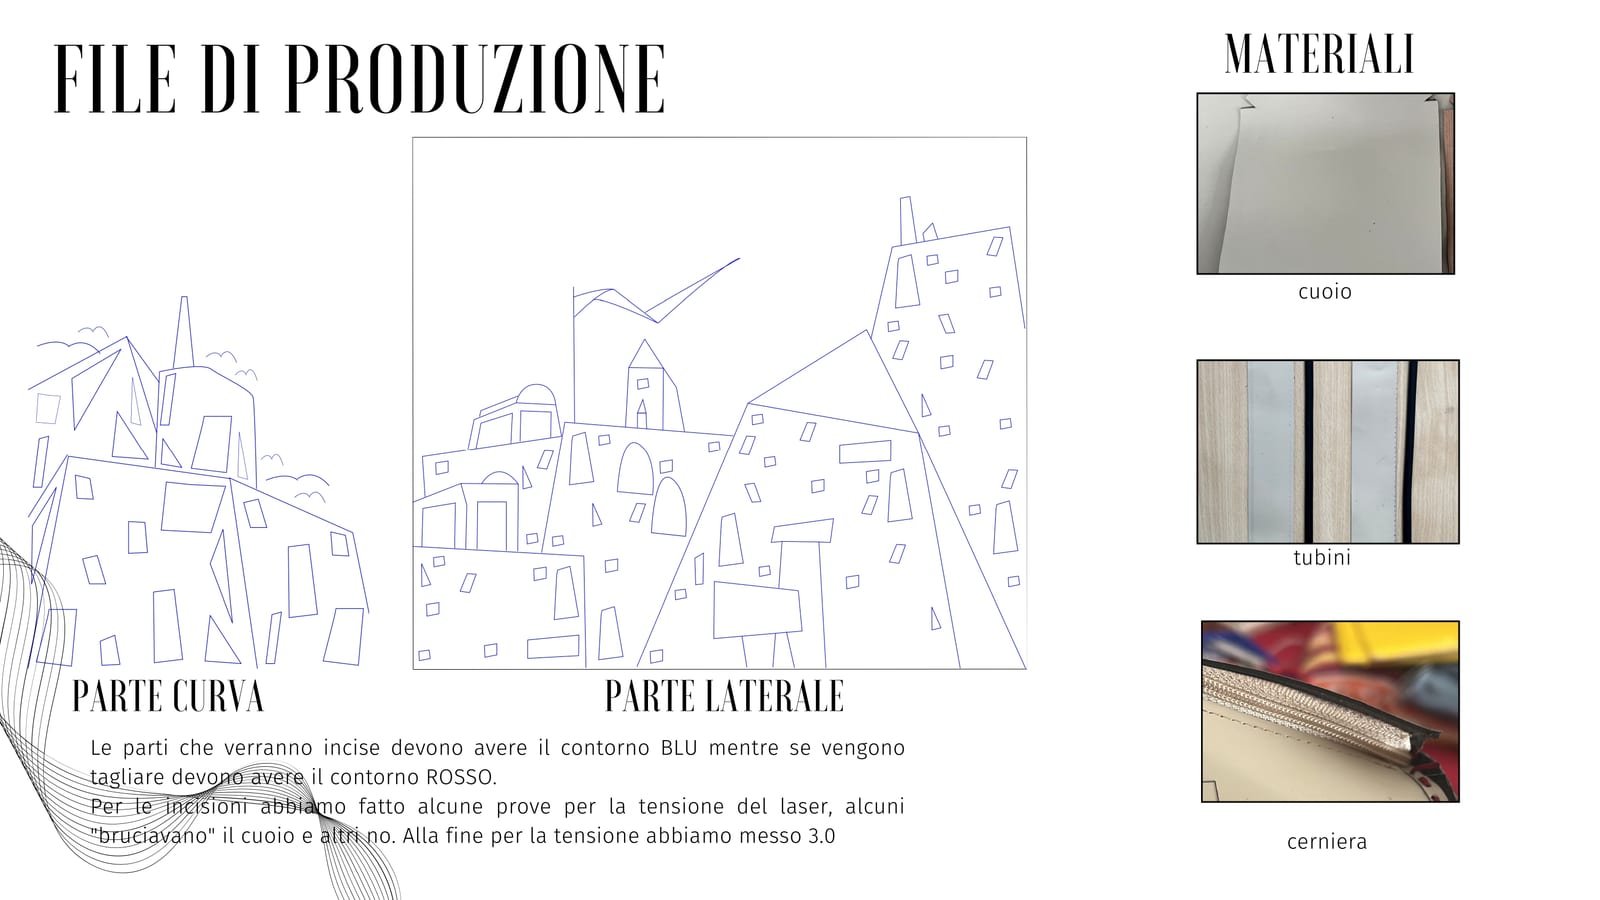 FILE DI PRODUZIONE
MATERIALI
cuoio
tubini
cerniera
PARTE CURVA
PARTE LATERALE
Le parti che verranno incise devono avere il contorno BLU mentre se vengono
tagliare devono avere il contorno ROSSO.
Per le incisioni abbiamo fatto alcune prove per la tensione del laser, alcuni
"bruciavano" il cuoio e altri no. Alla fine per la tensione abbiamo messo 3.0